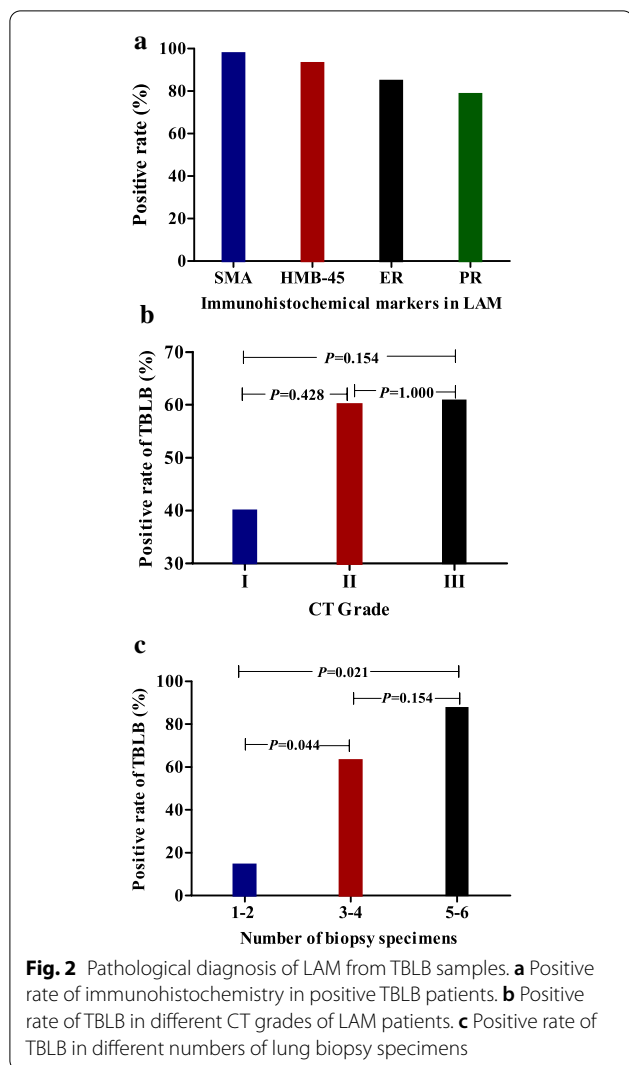 a
100
80
60
40
20
0
Positive rate (%)
SMA HMB-45 ER PR
Immunohistochemical markers in LAM
b
70
60
50
40
30
Positive rate of TBLB (%)
P=0.154
P=0.428 P=1.000
I II III
CT Grade
c
100
80
60
40
20
0
Positive rate of TBLB (%)
P=0.021
P=0.154
P=0.044
1-2 3-4 5-6
Number of biopsy specimens
Fig. 2 Pathological diagnosis of LAM from TBLB samples. a Positive
rate of immunohistochemistry in positive TBLB patients. b Positive
rate of TBLB in different CT grades of LAM patients. c Positive rate of
TBLB in different numbers of lung biopsy specimens